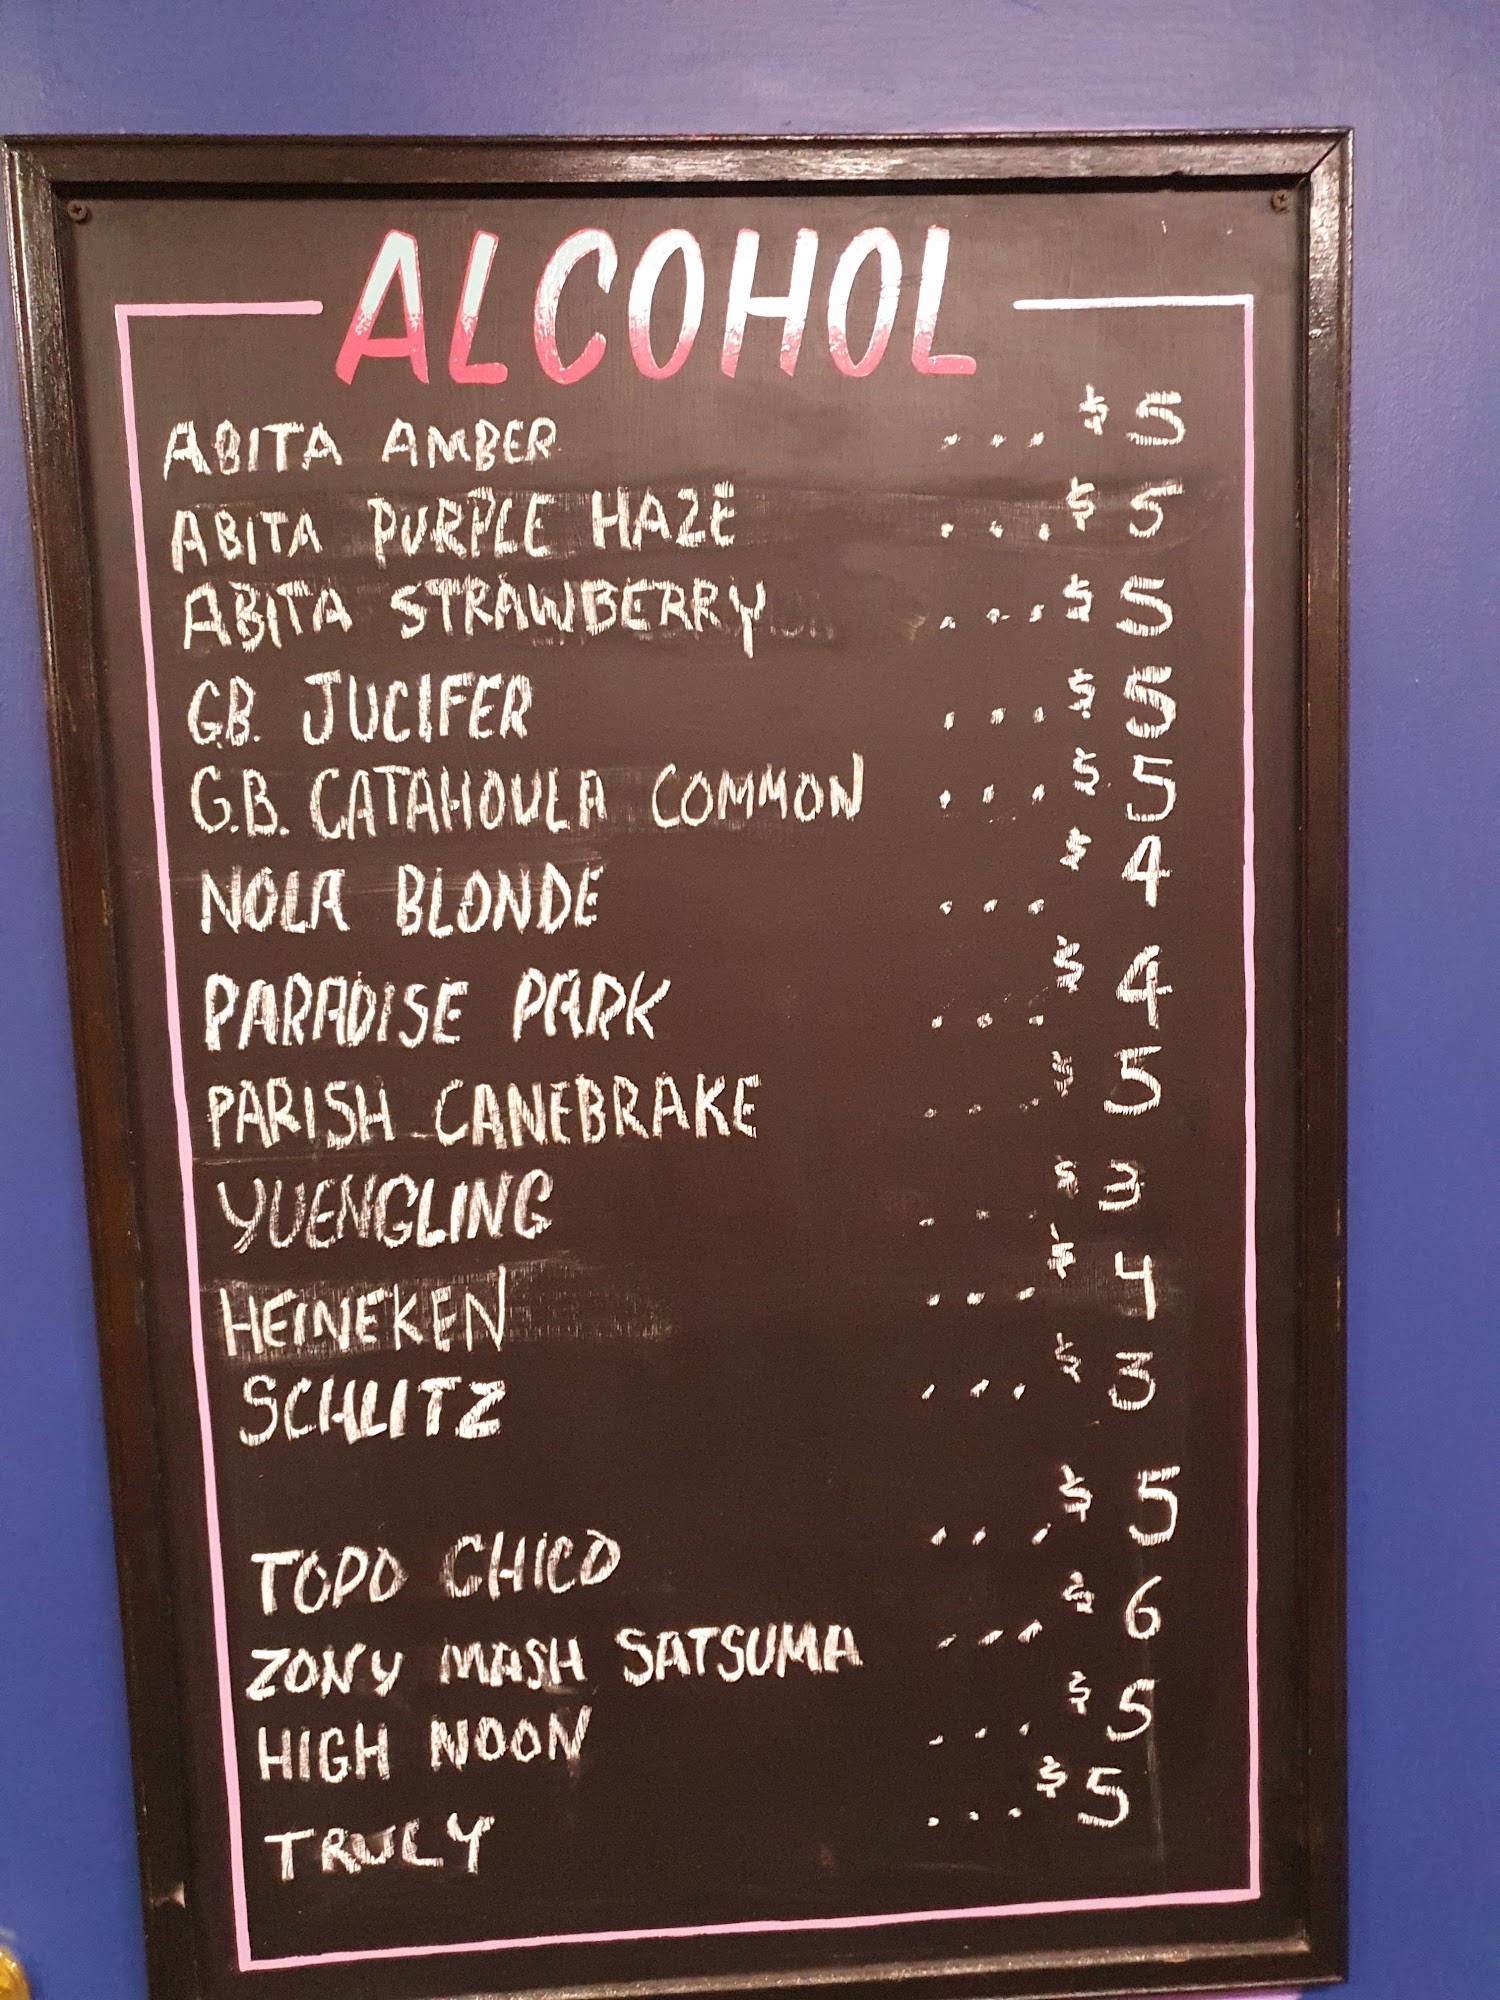 ALCOHOL
ABITA AMBER ... $5
ABITA PURPLE HAZE ... $5
ABITA STRAWBERRY ... $5
G.B. JUCIFER ... $5
G.B. CATAHOULA COMMON ... $5
NOLA BLONDE ... $4
PARADISE PARK ... $4
PARISH CANEBRAKE ... $5
YUENGLING ... $3
HEINEKEN ... $4
SCHLITZ ... $3
TOPO CHICO ... $5
ZONY MASH SATSUMA ... $6
HIGH NOON ... $5
TRULY ... $5